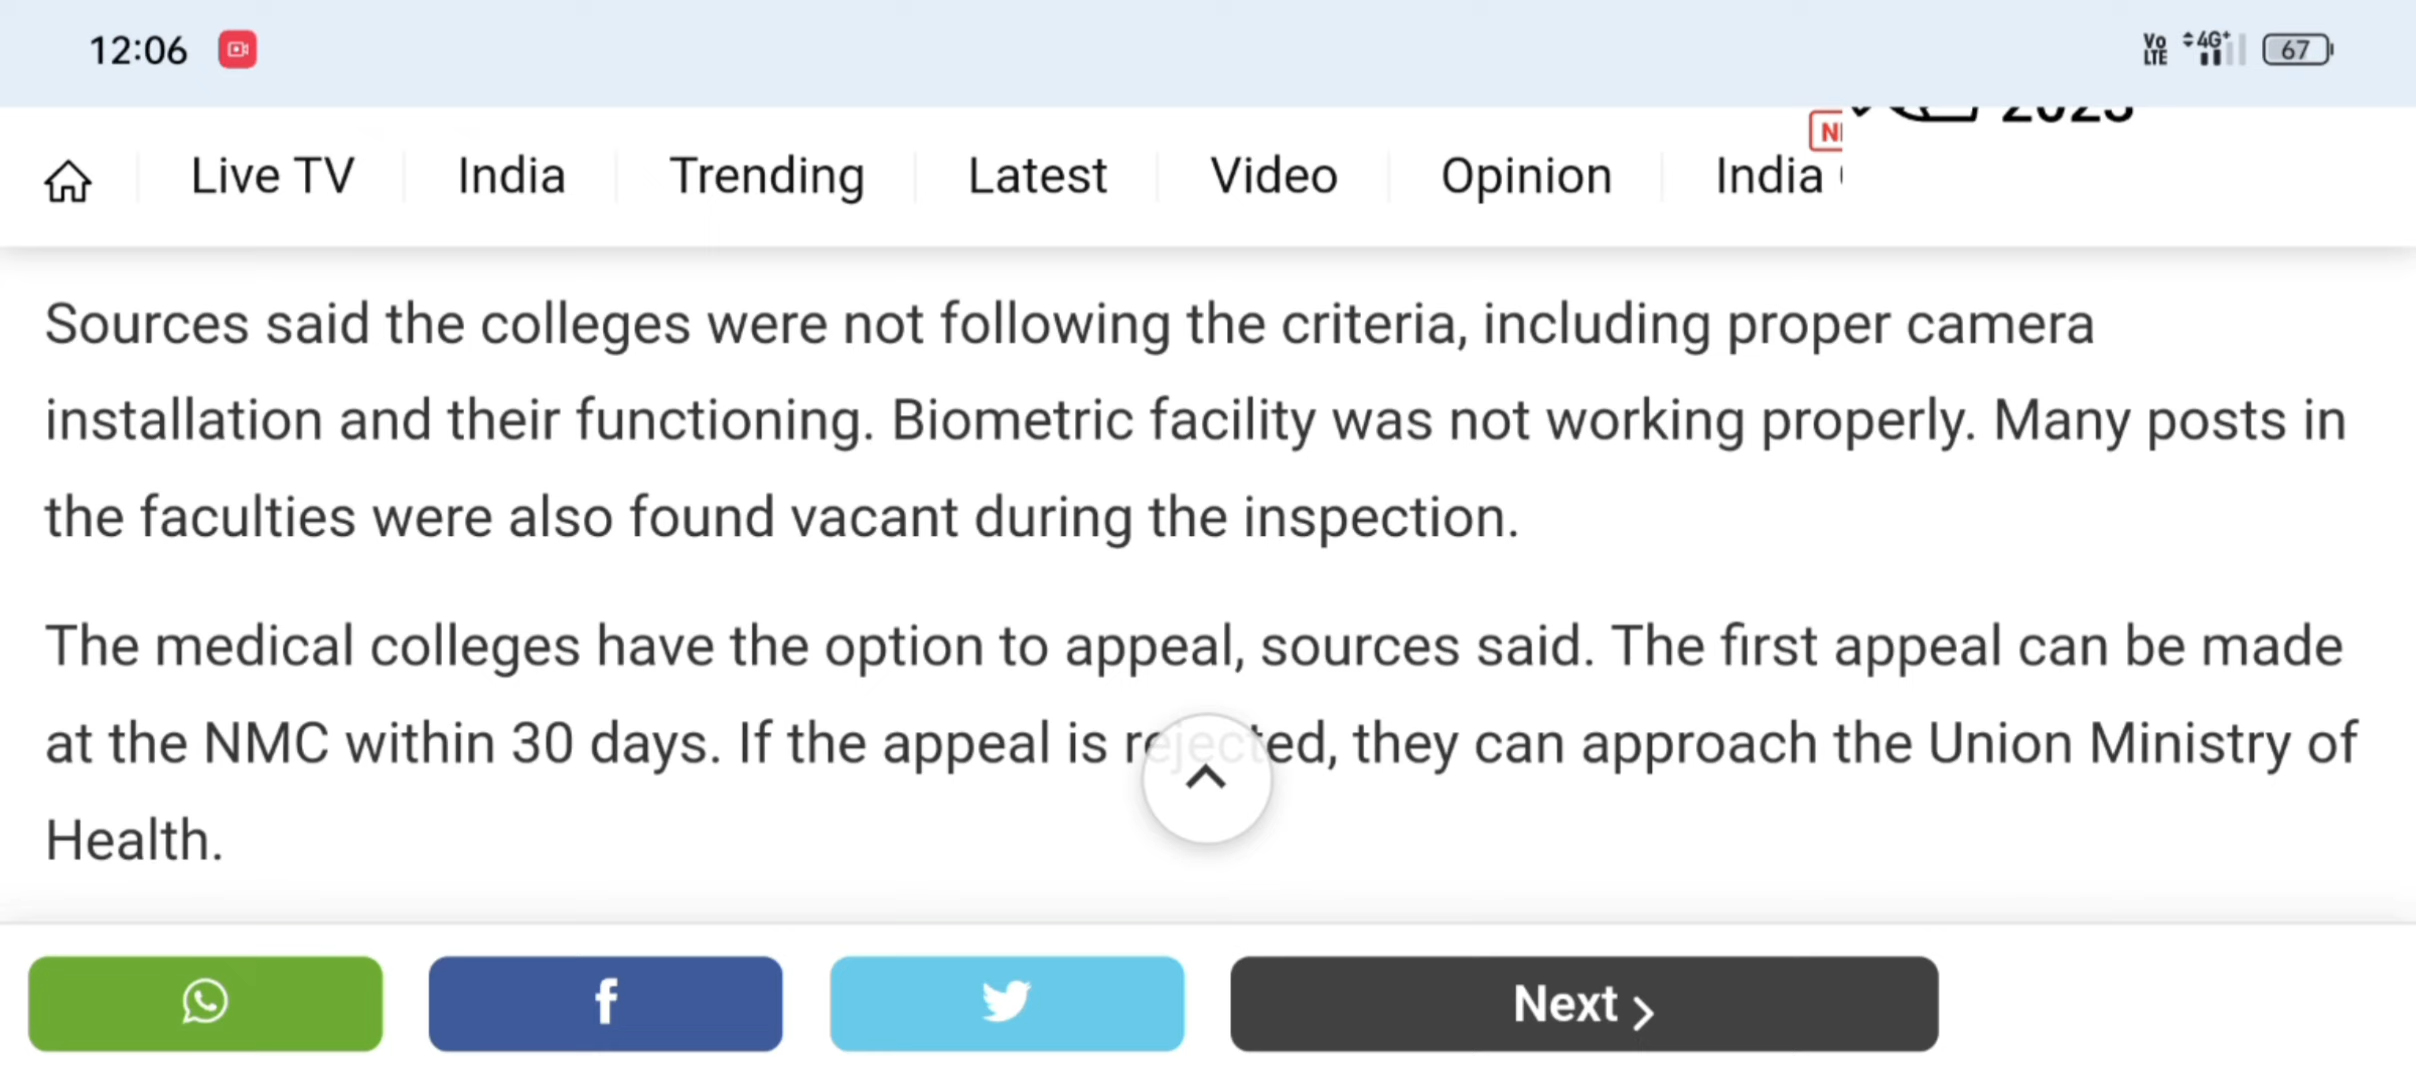 12:06
Vo LTE 4G+ 67
Live TV India Trending Latest Video Opinion India
Sources said the colleges were not following the criteria, including proper camera
installation and their functioning. Biometric facility was not working properly. Many posts in
the faculties were also found vacant during the inspection.
The medical colleges have the option to appeal, sources said. The first appeal can be made
at the NMC within 30 days. If the appeal is rejected, they can approach the Union Ministry of
Health.
Next